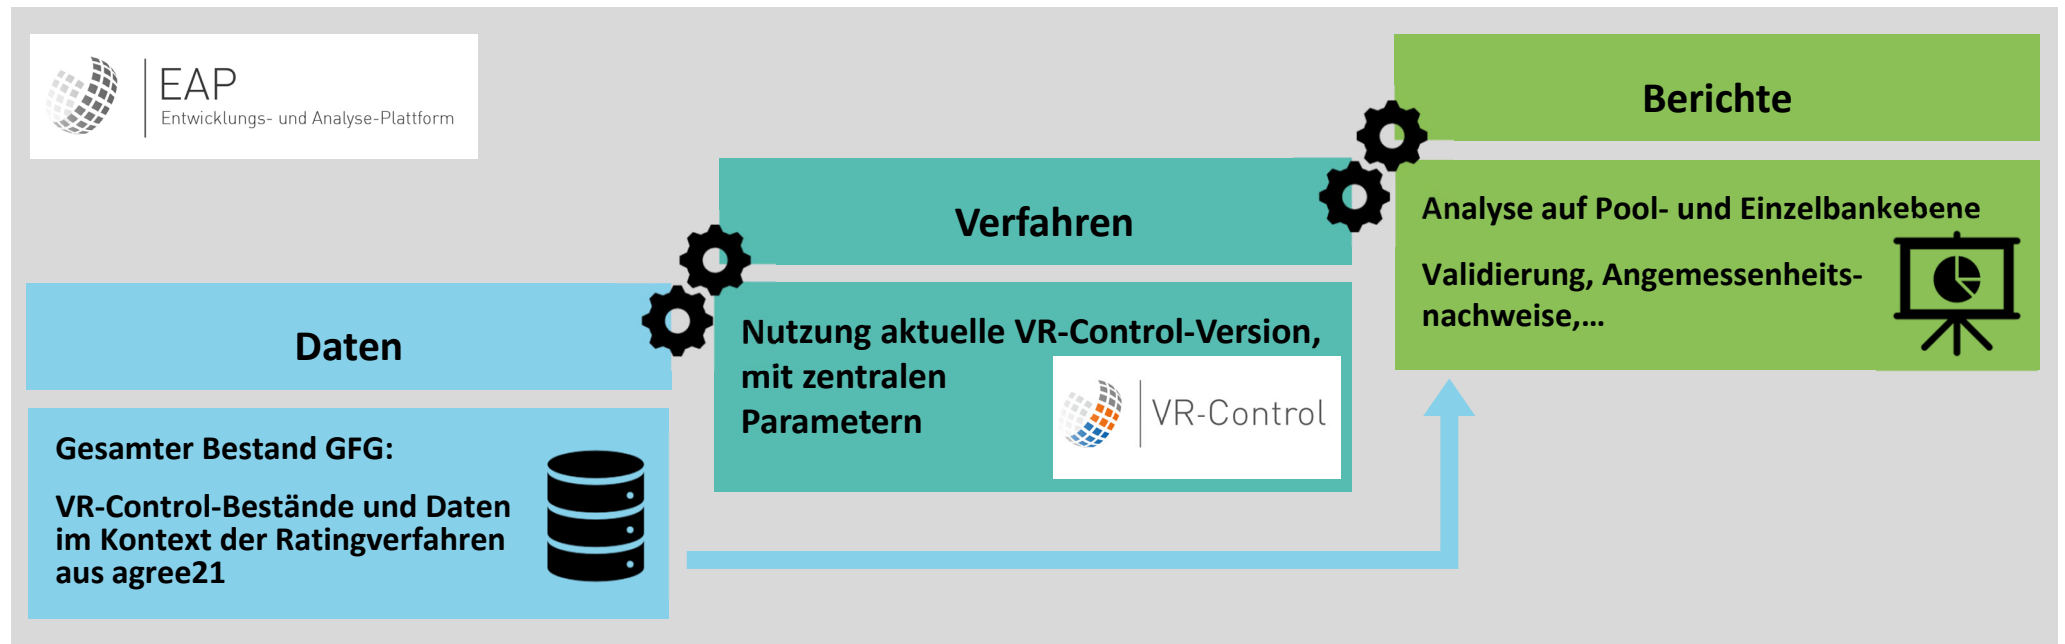 EAP
Entwicklungs- und Analyse-Plattform
Daten
Gesamter Bestand GFG:
VR-Control-Bestände und Daten
im Kontext der Ratingverfahren
aus agree21
Verfahren
Nutzung aktuelle VR-Control-Version,
mit zentralen
Parametern
VR-Control
Berichte
Analyse auf Pool- und Einzelbankebene
Validierung, Angemessenheits-
nachweise,…